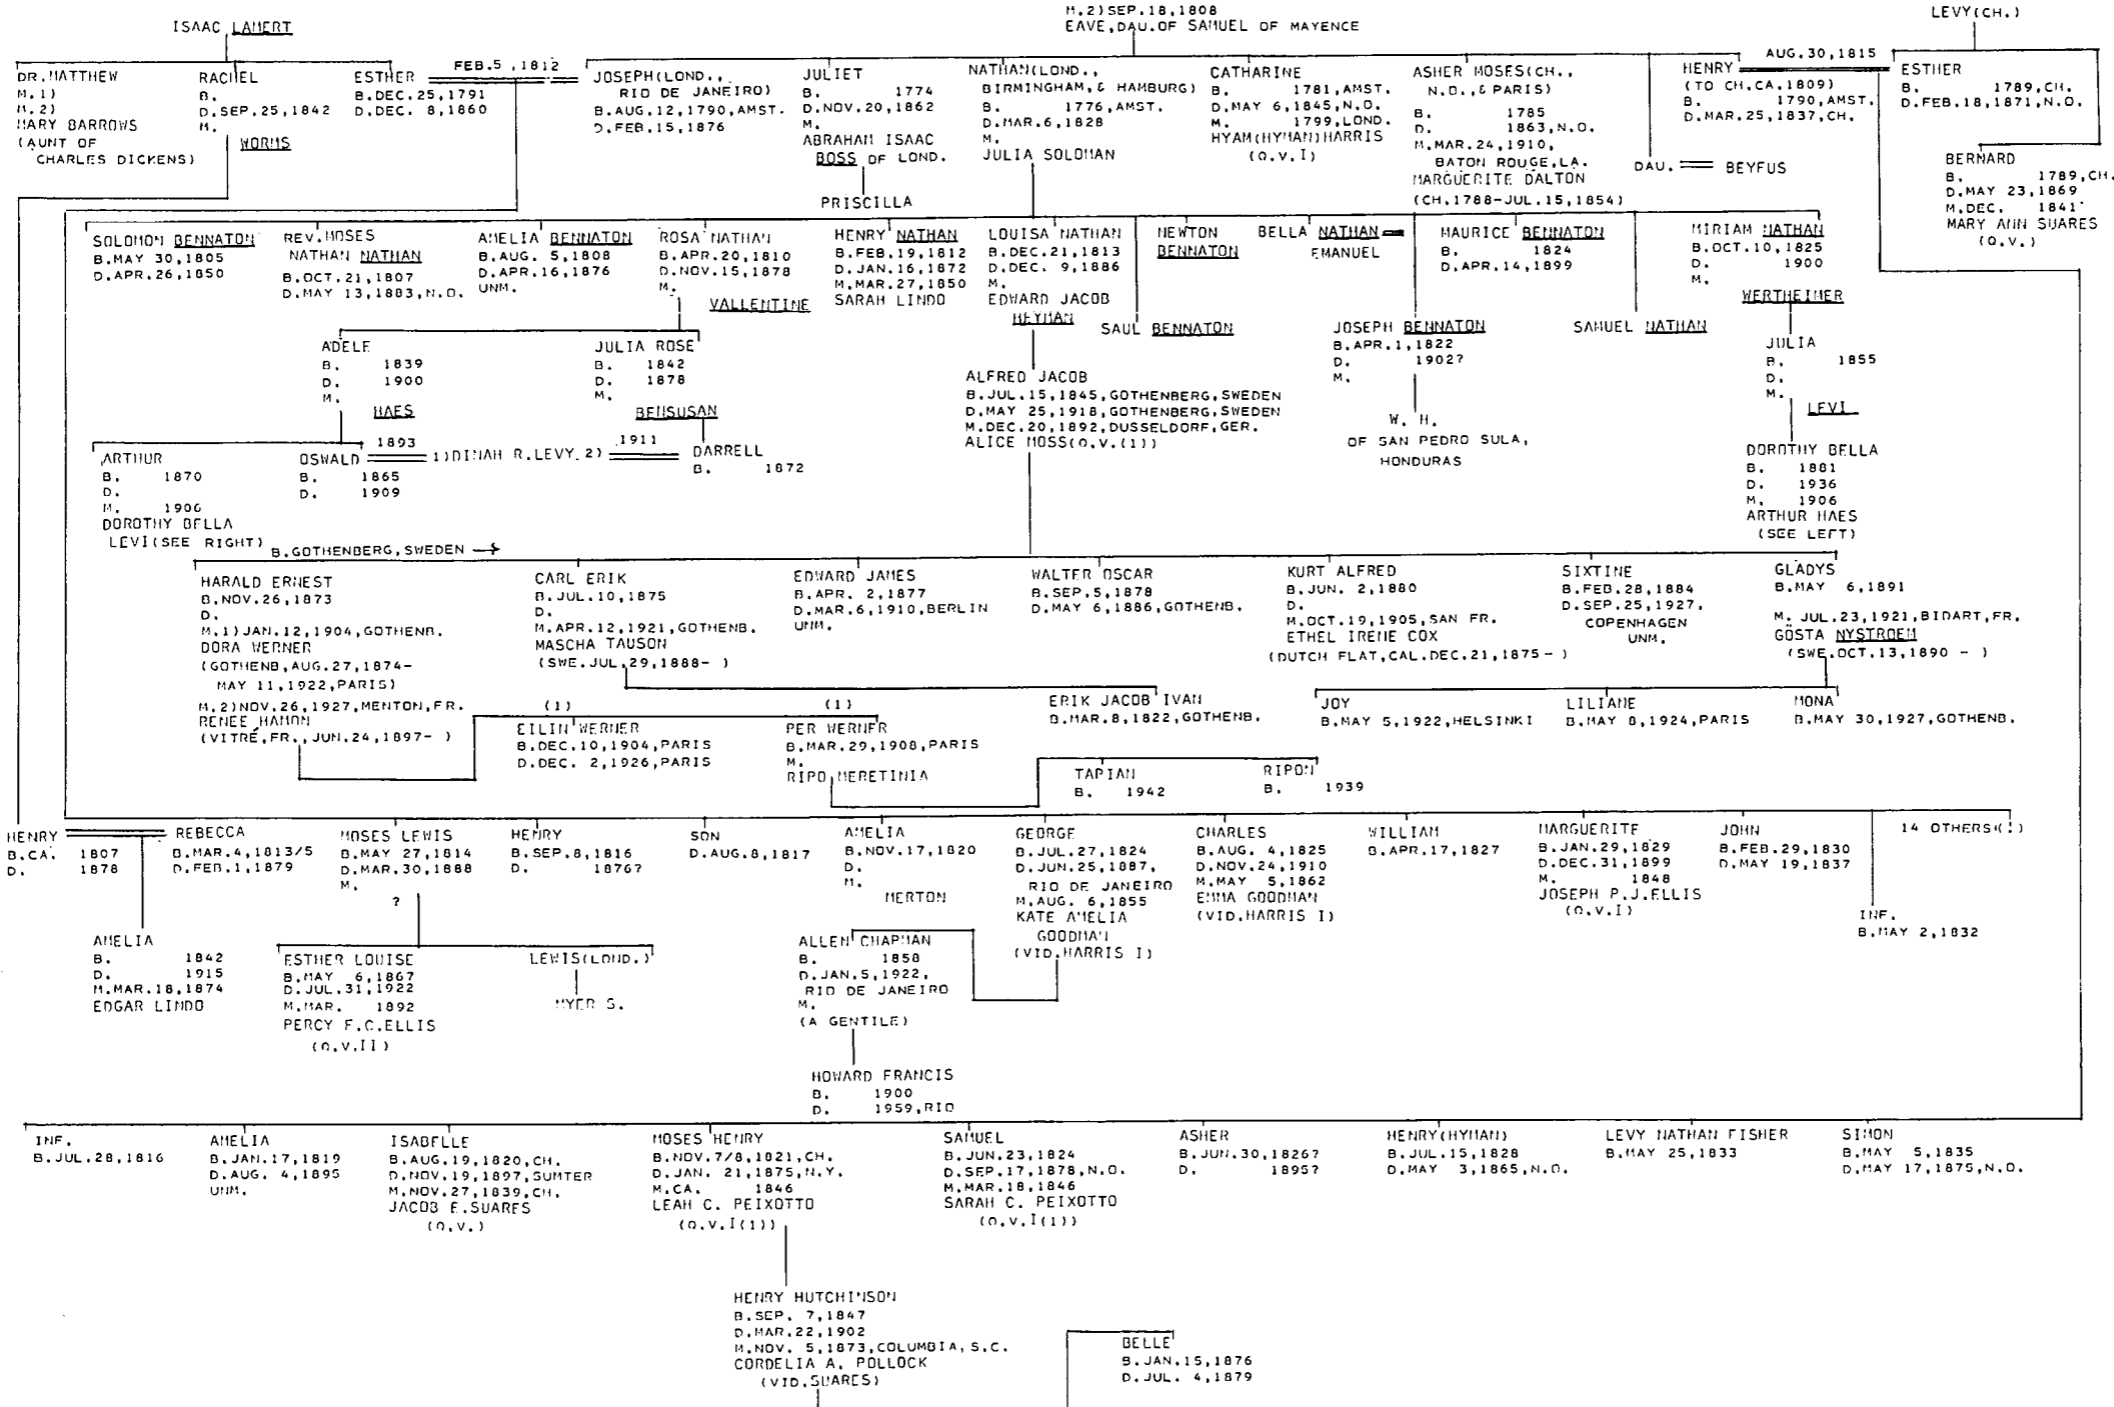 M.2)SEP.18,1808
EAVE,DAU.OF SAMUEL OF MAYENCE
LEVY(CH.)
ISAAC LAMERT
DR.MATTHEW
M.1)
M.2)
MARY BARROWS
(AUNT OF
CHARLES DICKENS)
RACHEL
B.
D.SEP.25,1842
M.
WORMS
ESTHER
B.DEC.25,1791
D.DEC. 8,1860
FEB.5,1812
JOSEPH(LOND.,
RIO DE JANEIRO)
B.AUG.12,1790,AMST.
D.FEB.15,1876
JULIET
B. 1774
D.NOV.20,1862
M.
ABRAHAM ISAAC
BOSS OF LOND.
PRISCILLA
NATHAN(LOND.,
BIRMINGHAM,& HAMBURG)
B. 1776,AMST.
D.MAR.6,1828
M.
JULIA SOLOMAN
CATHARINE
B. 1781,AMST.
D.MAY 6,1845,N.O.
M. 1799,LOND.
HYAM(HYMAN)HARRIS
(Q.V.I)
ASHER MOSES(CH.,
N.O.,& PARIS)
B. 1785
D. 1863,N.O.
M.MAR.24,1910,
BATON ROUGE,LA.
MARGUERITE DALTON
(CH.1788-JUL.15,1854)
DAU. BEYFUS
HENRY
(TO CH.CA.1809)
B. 1790,AMST.
D.MAR.25,1837,CH.
AUG.30,1815
ESTHER
B. 1789,CH.
D.FEB.18,1871,N.O.
BERNARD
B. 1789,CH.
D.MAY 23,1869
M.DEC. 1841
MARY ANN SUARES
(Q.V.)
SOLOMON BENNATON
B.MAY 30,1805
D.APR.26,1850
REV.MOSES
NATHAN NATHAN
B.OCT.21,1807
D.MAY 13,1883,N.O.
AMELIA BENNATON
B.AUG. 5,1808
D.APR.16,1876
UNM.
ROSA NATHAN
B.APR.20,1810
D.NOV.15,1878
M.
VALLENTINE
HENRY NATHAN
B.FEB.19,1812
D.JAN.16,1872
M.MAR.27,1850
SARAH LINDO
LOUISA NATHAN
B.DEC.21,1813
D.DEC. 9,1886
M.
EDWARD JACOB
HEYMAN
NEWTON
BENNATON
SAUL BENNATON
BELLA NATHAN
EMANUEL
JOSEPH BENNATON
B.APR.1,1822
D. 1902?
M.
W. H.
OF SAN PEDRO SULA,
HONDURAS
MAURICE BENNATON
B. 1824
D.APR.14,1899
SAMUEL NATHAN
MIRIAM NATHAN
B.OCT.10,1825
D. 1900
M.
WERTHEIMER
JULIA
B. 1855
D.
M.
LEVI
DOROTHY BELLA
B. 1881
D. 1936
M. 1906
ARTHUR HAES
(SEE LEFT)
ADELE
B. 1839
D. 1900
M.
HAES
JULIA ROSE
B. 1842
D. 1878
M.
BENSUSAN
ARTHUR
B. 1870
D.
M. 1906
DOROTHY BELLA
LEVI(SEE RIGHT)
OSWALD
B. 1865
D. 1909
1893
1)DINAH R.LEVY 2)
1911
DARRELL
B. 1872
ALFRED JACOB
B.JUL.15,1845,GOTHENBERG,SWEDEN
D.MAY 25,1918,GOTHENBERG,SWEDEN
M.DEC.20,1892,DUSSELDORF,GER.
ALICE MOSS(Q.V.(1))
B.GOTHENBERG,SWEDEN →
HARALD ERNEST
B.NOV.26,1873
D.
M.1)JAN.12,1904,GOTHENB.
DORA WERNER
(GOTHENB,AUG.27,1874-
MAY 11,1922,PARIS)
M.2)NOV.26,1927,MENTON,FR.
RENEE HAMON
(VITRÉ,FR.,JUN.24,1897- )
CARL ERIK
B.JUL.10,1875
D.
M.APR.12,1921,GOTHENB.
MASCHA TAUSON
(SWE.JUL.29,1888- )
EDWARD JAMES
B.APR. 2,1877
D.MAR.6,1910,BERLIN
UNM.
WALTER OSCAR
B.SEP.5,1878
D.MAY 6,1886,GOTHENB.
KURT ALFRED
B.JUN. 2,1880
D.
M.OCT.19,1905,SAN FR.
ETHEL IRENE COX
(DUTCH FLAT,CAL.DEC.21,1875- )
SIXTINE
B.FEB.28,1884
D.SEP.25,1927,
COPENHAGEN
UNM.
GLADYS
B.MAY 6,1891
M. JUL.23,1921,BIDART,FR.
GÖSTA NYSTROEM
(SWE.OCT.13,1890 - )
(1)
EILIN WERNER
B.DEC.10,1904,PARIS
D.DEC. 2,1926,PARIS
(1)
PER WERNER
B.MAR.29,1908,PARIS
M.
RIPO MERETINIA
ERIK JACOB IVAN
B.MAR.8,1822,GOTHENB.
JOY
B.MAY 5,1922,HELSINKI
LILIANE
B.MAY 8,1924,PARIS
MONA
B.MAY 30,1927,GOTHENB.
TAPIAN
B. 1942
RIPON
B. 1939
HENRY
B.CA. 1807
D. 1878
REBECCA
B.MAR.4,1813/5
D.FEB.1,1879
MOSES LEWIS
B.MAY 27,1814
D.MAR.30,1888
M.
?
HENRY
B.SEP.8,1816
D. 1876?
SON
D.AUG.8,1817
AMELIA
B.NOV.17,1820
D.
M.
MERTON
GEORGE
B.JUL.27,1824
D.JUN.25,1887,
RIO DE JANEIRO
M.AUG. 6,1855
KATE AMELIA
GOODMAN
(VID.HARRIS I)
CHARLES
B.AUG. 4,1825
D.NOV.24,1910
M.MAY 5,1862
EMMA GOODMAN
(VID.HARRIS I)
WILLIAM
B.APR.17,1827
MARGUERITE
B.JAN.29,1829
D.DEC.31,1899
M. 1848
JOSEPH P.J.ELLIS
(Q.V.I)
JOHN
B.FEB.29,1830
D.MAY 19,1837
INF.
B.MAY 2,1832
14 OTHERS(!)
AMELIA
B. 1842
D. 1915
M.MAR.18,1874
EDGAR LINDO
ESTHER LOUISE
B.MAY 6,1867
D.JUL.31,1922
M.MAR. 1892
PERCY F.C.ELLIS
(Q.V.II)
LEWIS(LOND.)
MYER S.
ALLEN CHAPMAN
B. 1858
D.JAN.5,1922,
RIO DE JANEIRO
M.
(A GENTILE)
HOWARD FRANCIS
B. 1900
D. 1959,RIO
INF.
B.JUL.28,1816
AMELIA
B.JAN.17,1819
D.AUG. 4,1895
UNM.
ISABELLE
B.AUG.19,1820,CH.
D.NOV.19,1897,SUMTER
M.NOV.27,1839,CH.
JACOB E.SUARES
(Q.V.)
MOSES HENRY
B.NOV.7/8,1821,CH.
D.JAN. 21,1875,N.Y.
M.CA. 1846
LEAH C. PEIXOTTO
(Q.V.I(1))
SAMUEL
B.JUN.23,1824
D.SEP.17,1878,N.O.
M.MAR.18,1846
SARAH C. PEIXOTTO
(Q.V.I(1))
ASHER
B.JUN.30,1826?
D. 1895?
HENRY(HYMAN)
B.JUL.15,1828
D.MAY 3,1865,N.O.
LEVY NATHAN FISHER
B.MAY 25,1833
SIMON
B.MAY 5,1835
D.MAY 17,1875,N.O.
HENRY HUTCHINSON
B.SEP. 7,1847
D.MAR.22,1902
M.NOV. 5,1873,COLUMBIA,S.C.
CORDELIA A. POLLOCK
(VID.SUARES)
BELLE
B.JAN.15,1876
D.JUL. 4,1879